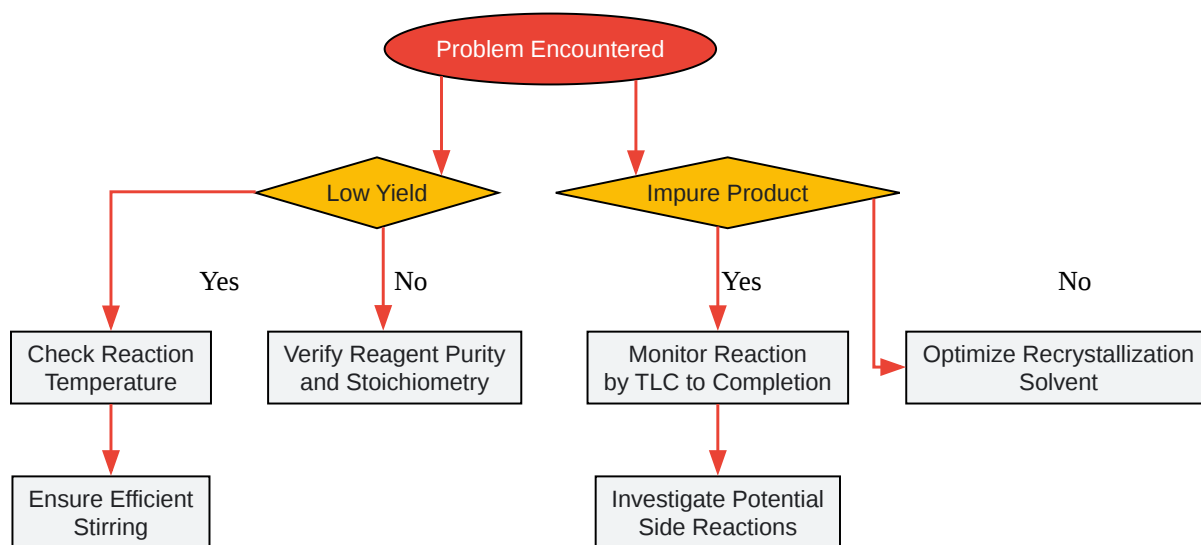 Problem Encountered
Low Yield
Impure Product
Yes
No
Yes
No
Check Reaction
Temperature
Verify Reagent Purity
and Stoichiometry
Monitor Reaction
by TLC to Completion
Optimize Recrystallization
Solvent
Ensure Efficient
Stirring
Investigate Potential
Side Reactions